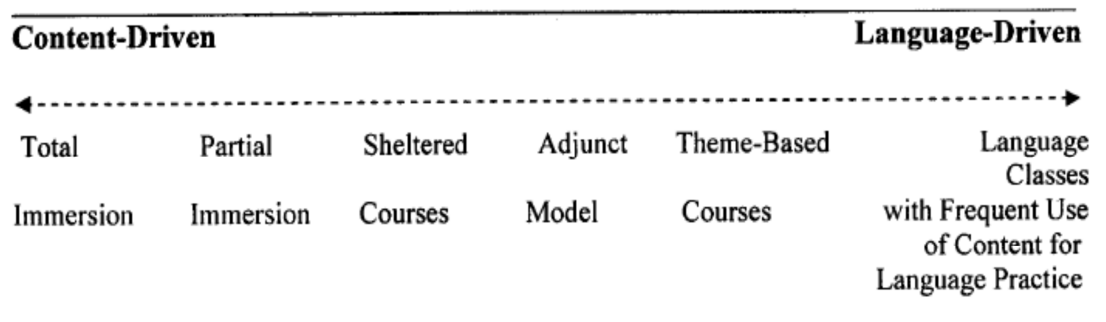 Content-Driven Language-Driven
Total Partial Sheltered Adjunct Theme-Based Language
Classes
Immersion Immersion Courses Model Courses with Frequent Use
of Content for
Language Practice